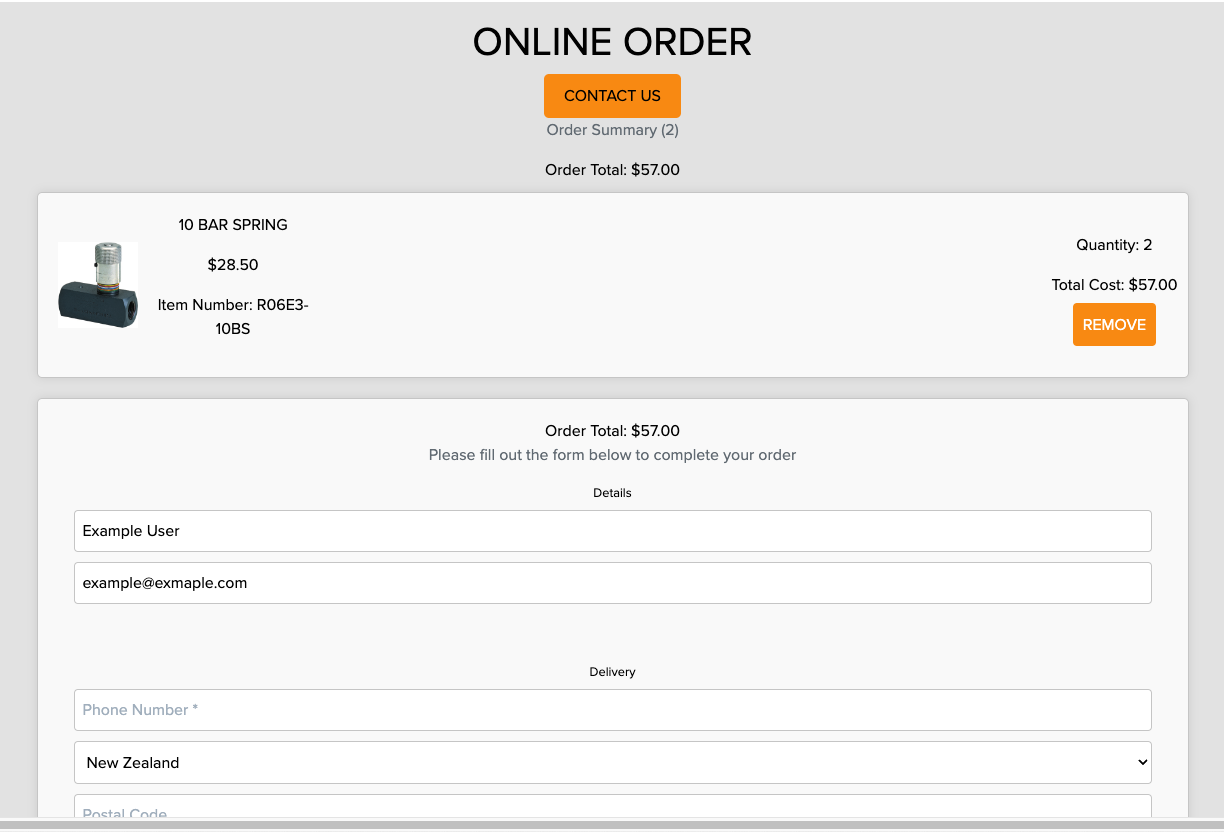 ONLINE ORDER
CONTACT US
Order Summary (2)
Order Total: $57.00
10 BAR SPRING
$28.50
Item Number: R06E3-
10BS
Quantity: 2
Total Cost: $57.00
REMOVE
Order Total: $57.00
Please fill out the form below to complete your order
Details
Example User
example@exmaple.com
Delivery
Phone Number *
New Zealand
Postal Code